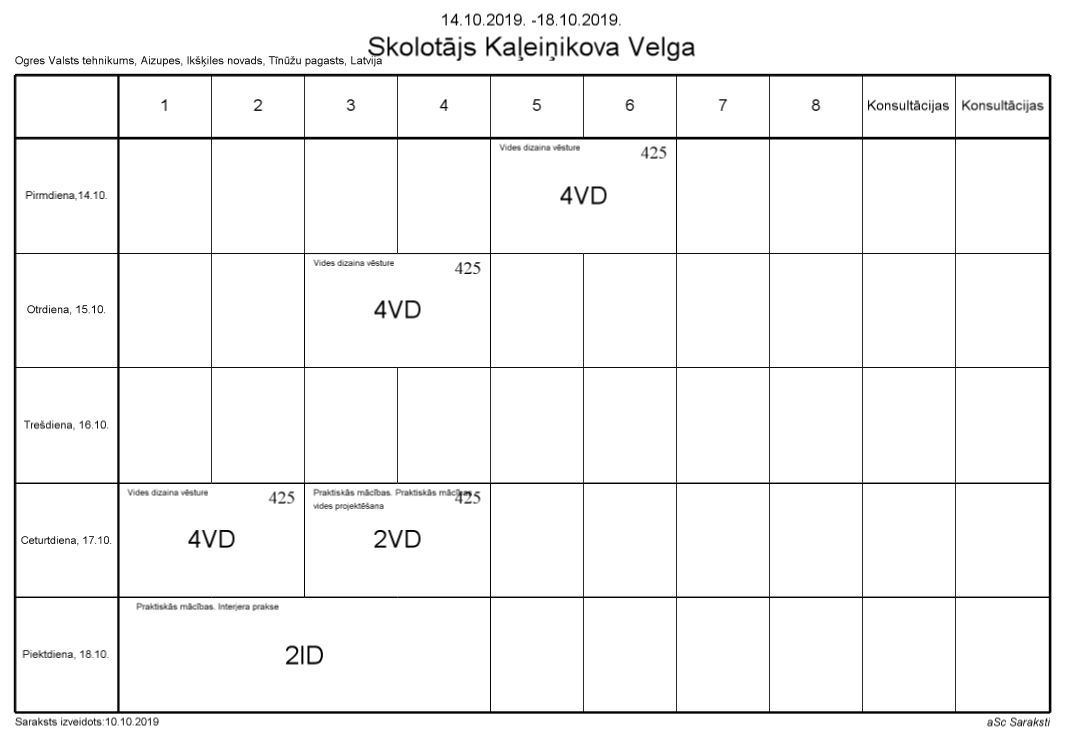 14.10.2019. -18.10.2019.
Skolotājs Kaļeiņikova Velga
Ogres Valsts tehnikums, Aizupes, Ikšķiles novads, Tīnūžu pagasts, Latvija
1 2 3 4 5 6 7 8 Konsultācijas Konsultācijas
Pirmdiena,14.10.
Vides dizaina vēsture 425
4VD
Otrdiena, 15.10.
Vides dizaina vēsture 425
4VD
Trešdiena, 16.10.
Ceturtdiena, 17.10.
Vides dizaina vēsture 425
4VD
Praktiskās mācības. Praktiskās mācības 425
vides projektēšana
2VD
Piektdiena, 18.10.
Praktiskās mācības. Interjera prakse
2ID
Saraksts izveidots:10.10.2019
aSc Saraksti